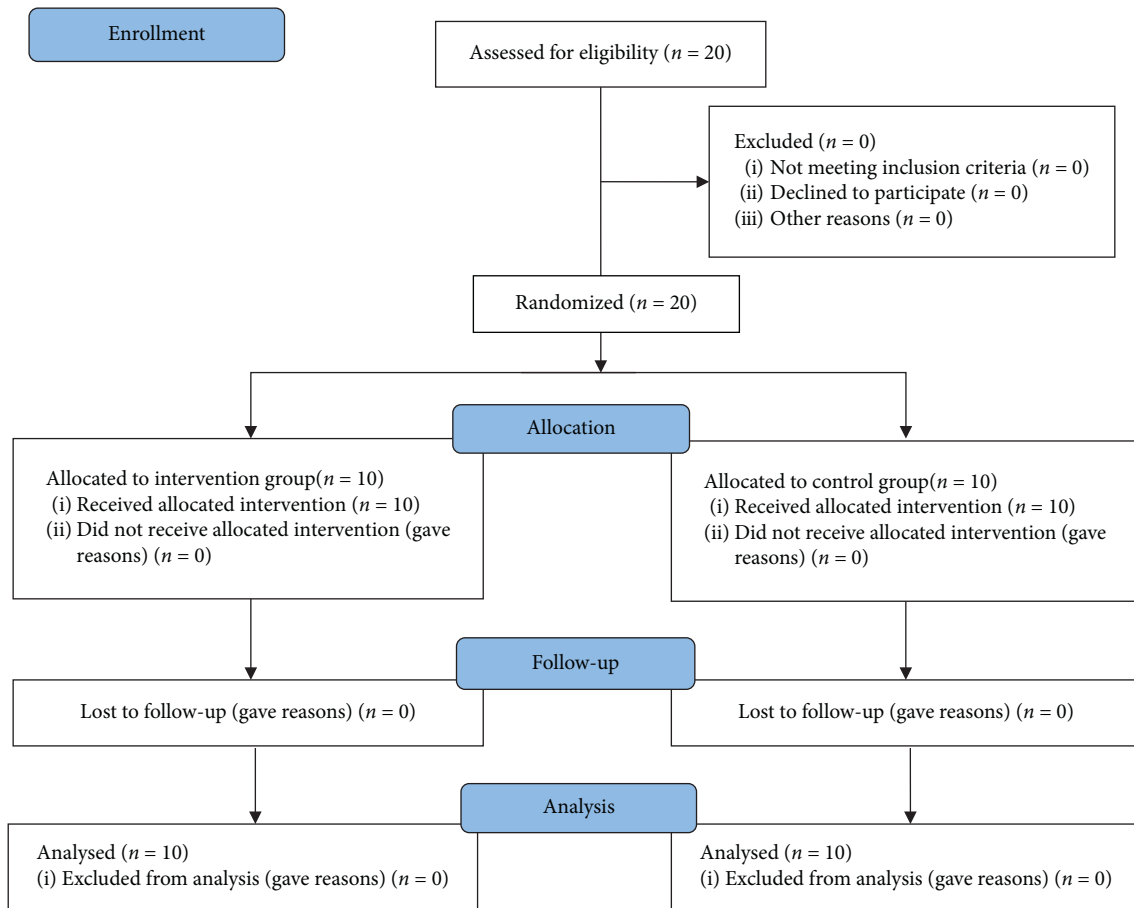 Enrollment
Assessed for eligibility (n = 20)
Excluded (n = 0)
(i) Not meeting inclusion criteria (n = 0)
(ii) Declined to participate (n = 0)
(iii) Other reasons (n = 0)
Randomized (n = 20)
Allocation
Allocated to intervention group(n = 10)
(i) Received allocated intervention (n = 10)
(ii) Did not receive allocated intervention (gave
reasons) (n = 0)
Allocated to control group(n = 10)
(i) Received allocated intervention (n = 10)
(ii) Did not receive allocated intervention (gave
reasons) (n = 0)
Follow-up
Lost to follow-up (gave reasons) (n = 0)
Lost to follow-up (gave reasons) (n = 0)
Analysis
Analysed (n = 10)
(i) Excluded from analysis (gave reasons) (n = 0)
Analysed (n = 10)
(i) Excluded from analysis (gave reasons) (n = 0)